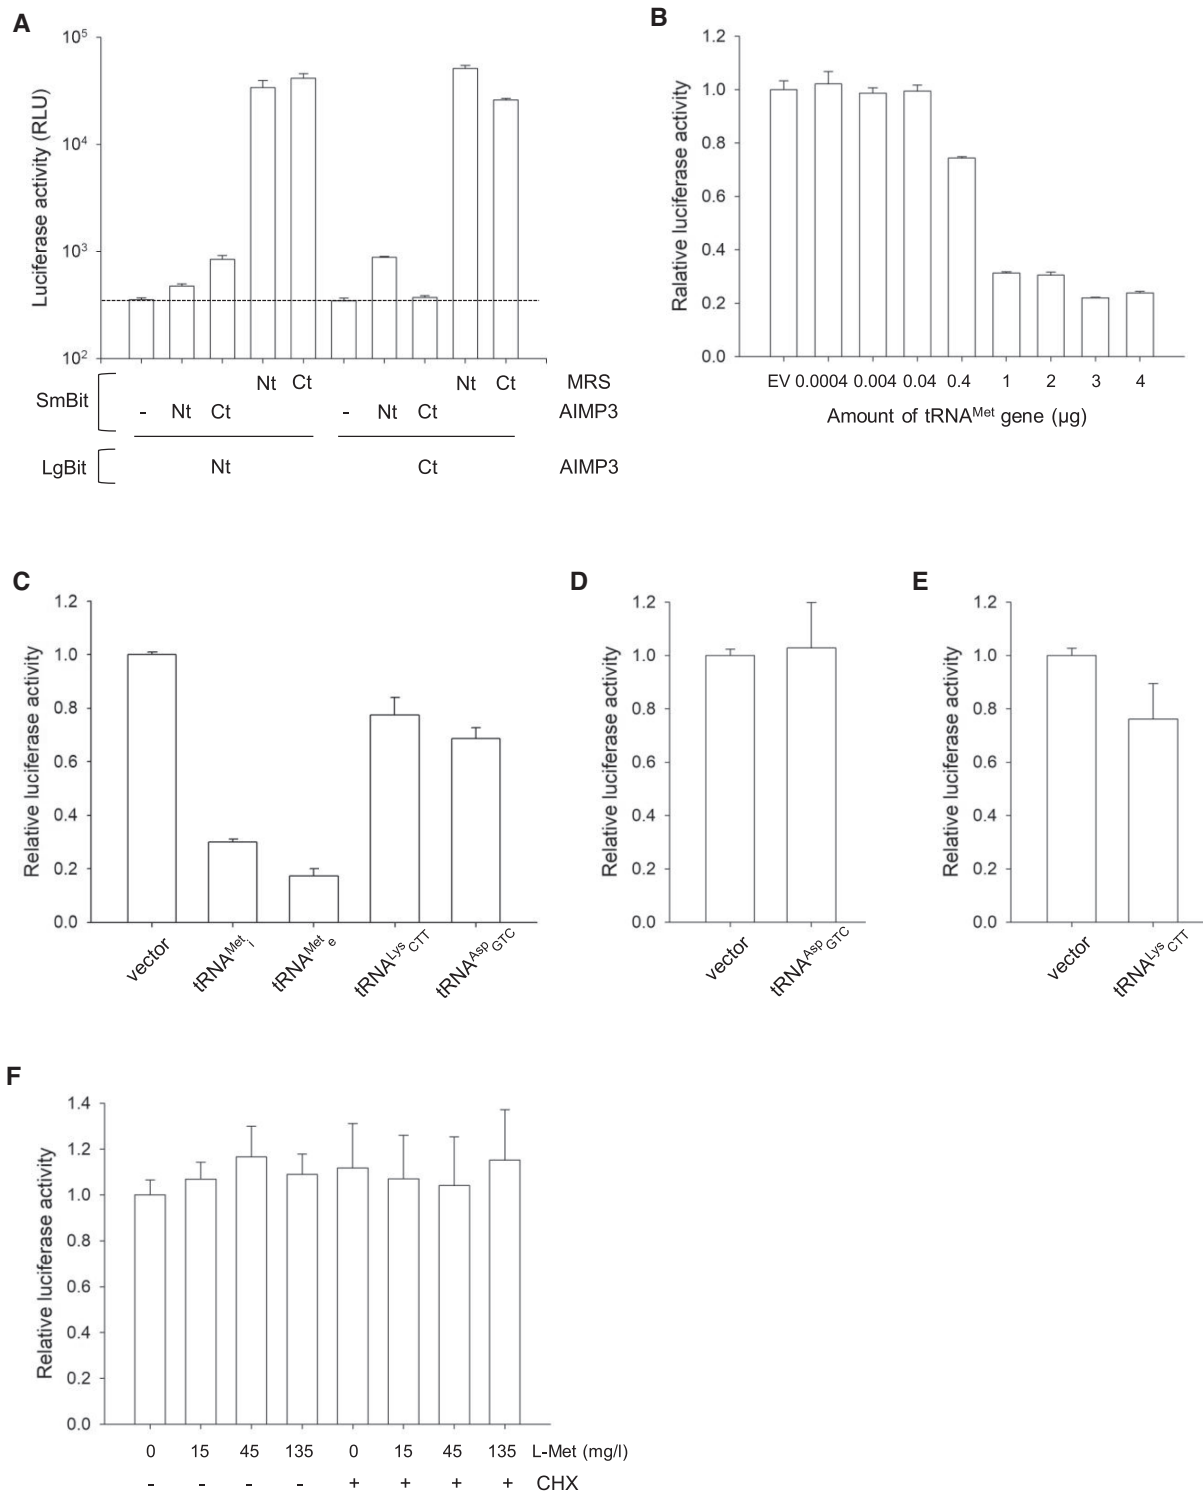 A
Luciferase activity (RLU)
10⁵
10⁴
10³
10²
Nt Ct Nt Ct MRS
SmBit - Nt Ct - Nt Ct AIMP3
LgBit Nt Ct AIMP3
B
Ralative luciferase activity
1.2
1.0
0.8
0.6
0.4
0.2
0.0
EV 0.0004 0.004 0.04 0.4 1 2 3 4
Amount of tRNAᴹᵉᵗ gene (µg)
C
Relative luciferase activity
1.2
1.0
0.8
0.6
0.4
0.2
0.0
vector tRNAᴹᵉᵗi tRNAᴹᵉᵗe tRNAᴸʸˢCTT tRNAᴬˢᵖGTC
D
Relative luciferase activity
1.2
1.0
0.8
0.6
0.4
0.2
0.0
vector tRNAᴬˢᵖGTC
E
Relative luciferase activity
1.2
1.0
0.8
0.6
0.4
0.2
0.0
vector tRNAᴸʸˢCTT
F
Relative luciferase activity
1.4
1.2
1.0
0.8
0.6
0.4
0.2
0.0
0 15 45 135 0 15 45 135 L-Met (mg/l)
- - - - + + + + CHX